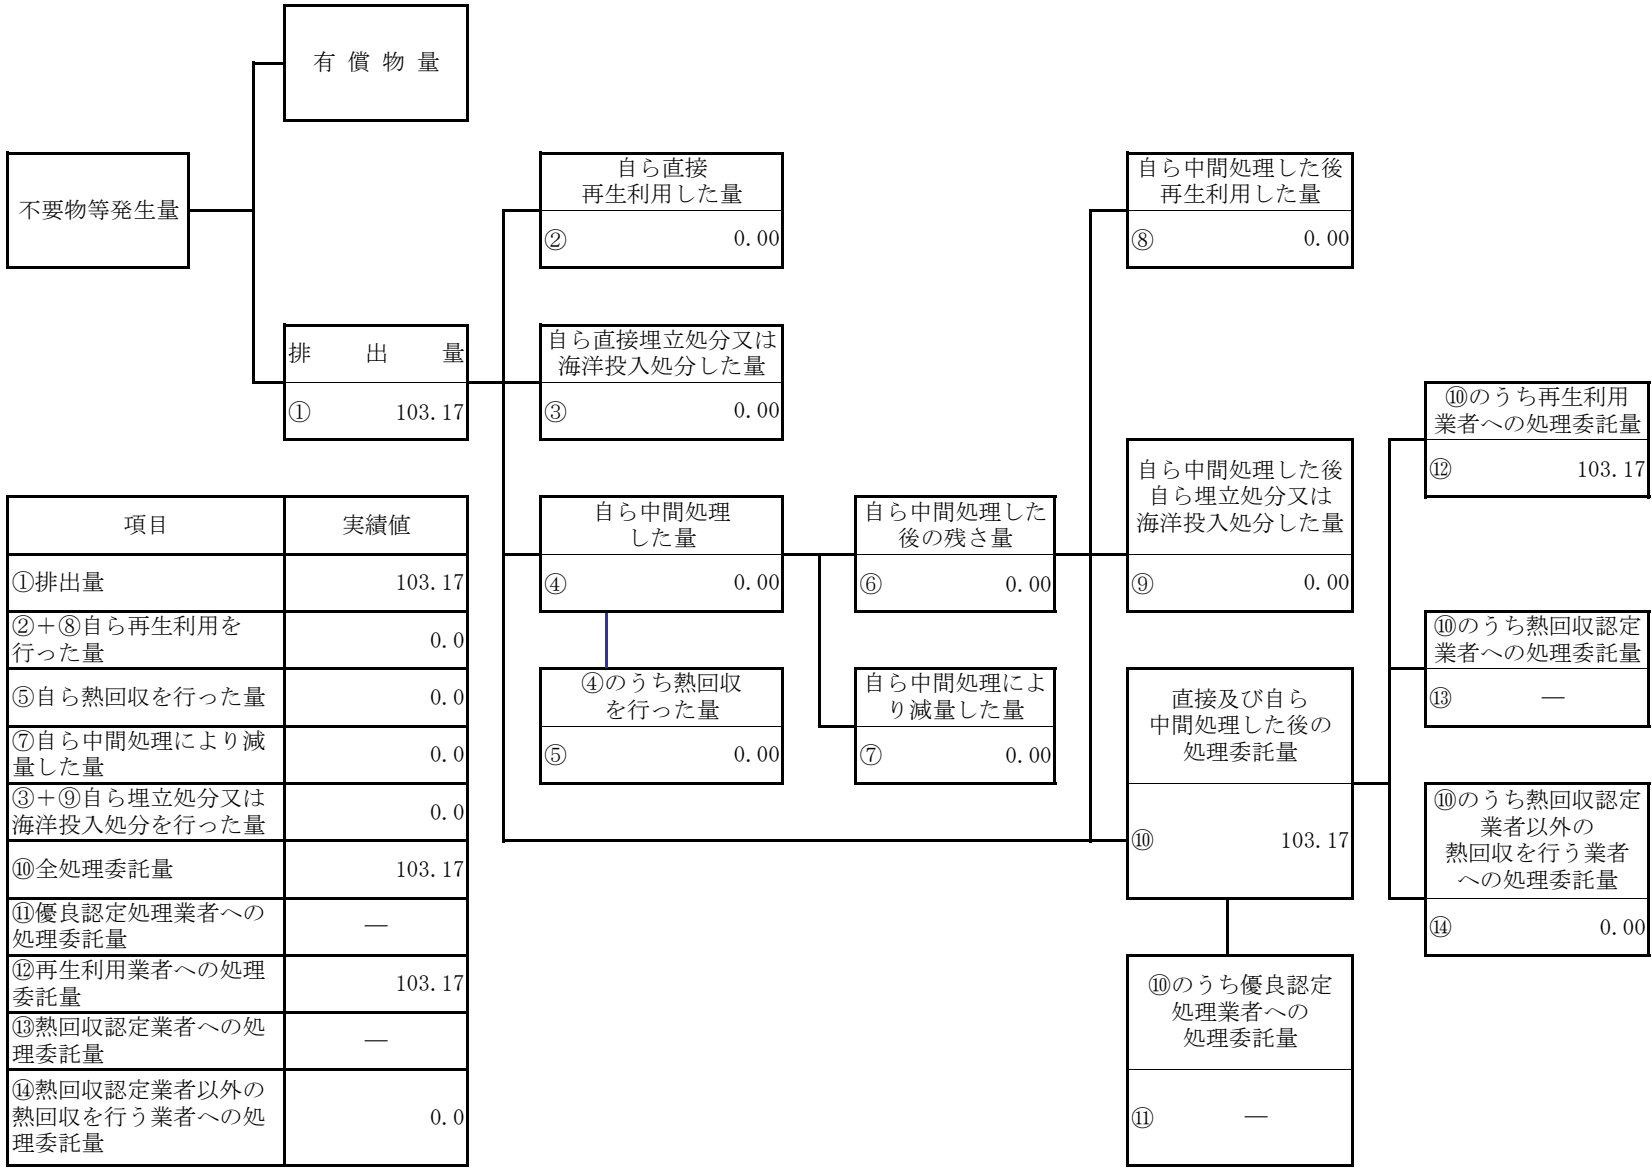 有 償 物 量
不要物等発生量
排 出 量
① 103.17
自ら直接
再生利用した量
② 0.00
自ら直接埋立処分又は
海洋投入処分した量
③ 0.00
自ら中間処理
した量
④ 0.00
④のうち熱回収
を行った量
⑤ 0.00
自ら中間処理した
後の残さ量
⑥ 0.00
自ら中間処理によ
り減量した量
⑦ 0.00
自ら中間処理した後
再生利用した量
⑧ 0.00
自ら中間処理した後
自ら埋立処分又は
海洋投入処分した量
⑨ 0.00
直接及び自ら
中間処理した後の
処理委託量
⑩ 103.17
⑩のうち優良認定
処理業者への
処理委託量
⑪ ―
⑩のうち再生利用
業者への処理委託量
⑫ 103.17
⑩のうち熱回収認定
業者への処理委託量
⑬ ―
⑩のうち熱回収認定
業者以外の
熱回収を行う業者
への処理委託量
⑭ 0.00
項目 実績値
①排出量 103.17
②＋⑧自ら再生利用を
行った量 0.0
⑤自ら熱回収を行った量 0.0
⑦自ら中間処理により減
量した量 0.0
③＋⑨自ら埋立処分又は
海洋投入処分を行った量 0.0
⑩全処理委託量 103.17
⑪優良認定処理業者への
処理委託量 ―
⑫再生利用業者への処理
委託量 103.17
⑬熱回収認定業者への処
理委託量 ―
⑭熱回収認定業者以外の
熱回収を行う業者への処
理委託量 0.0